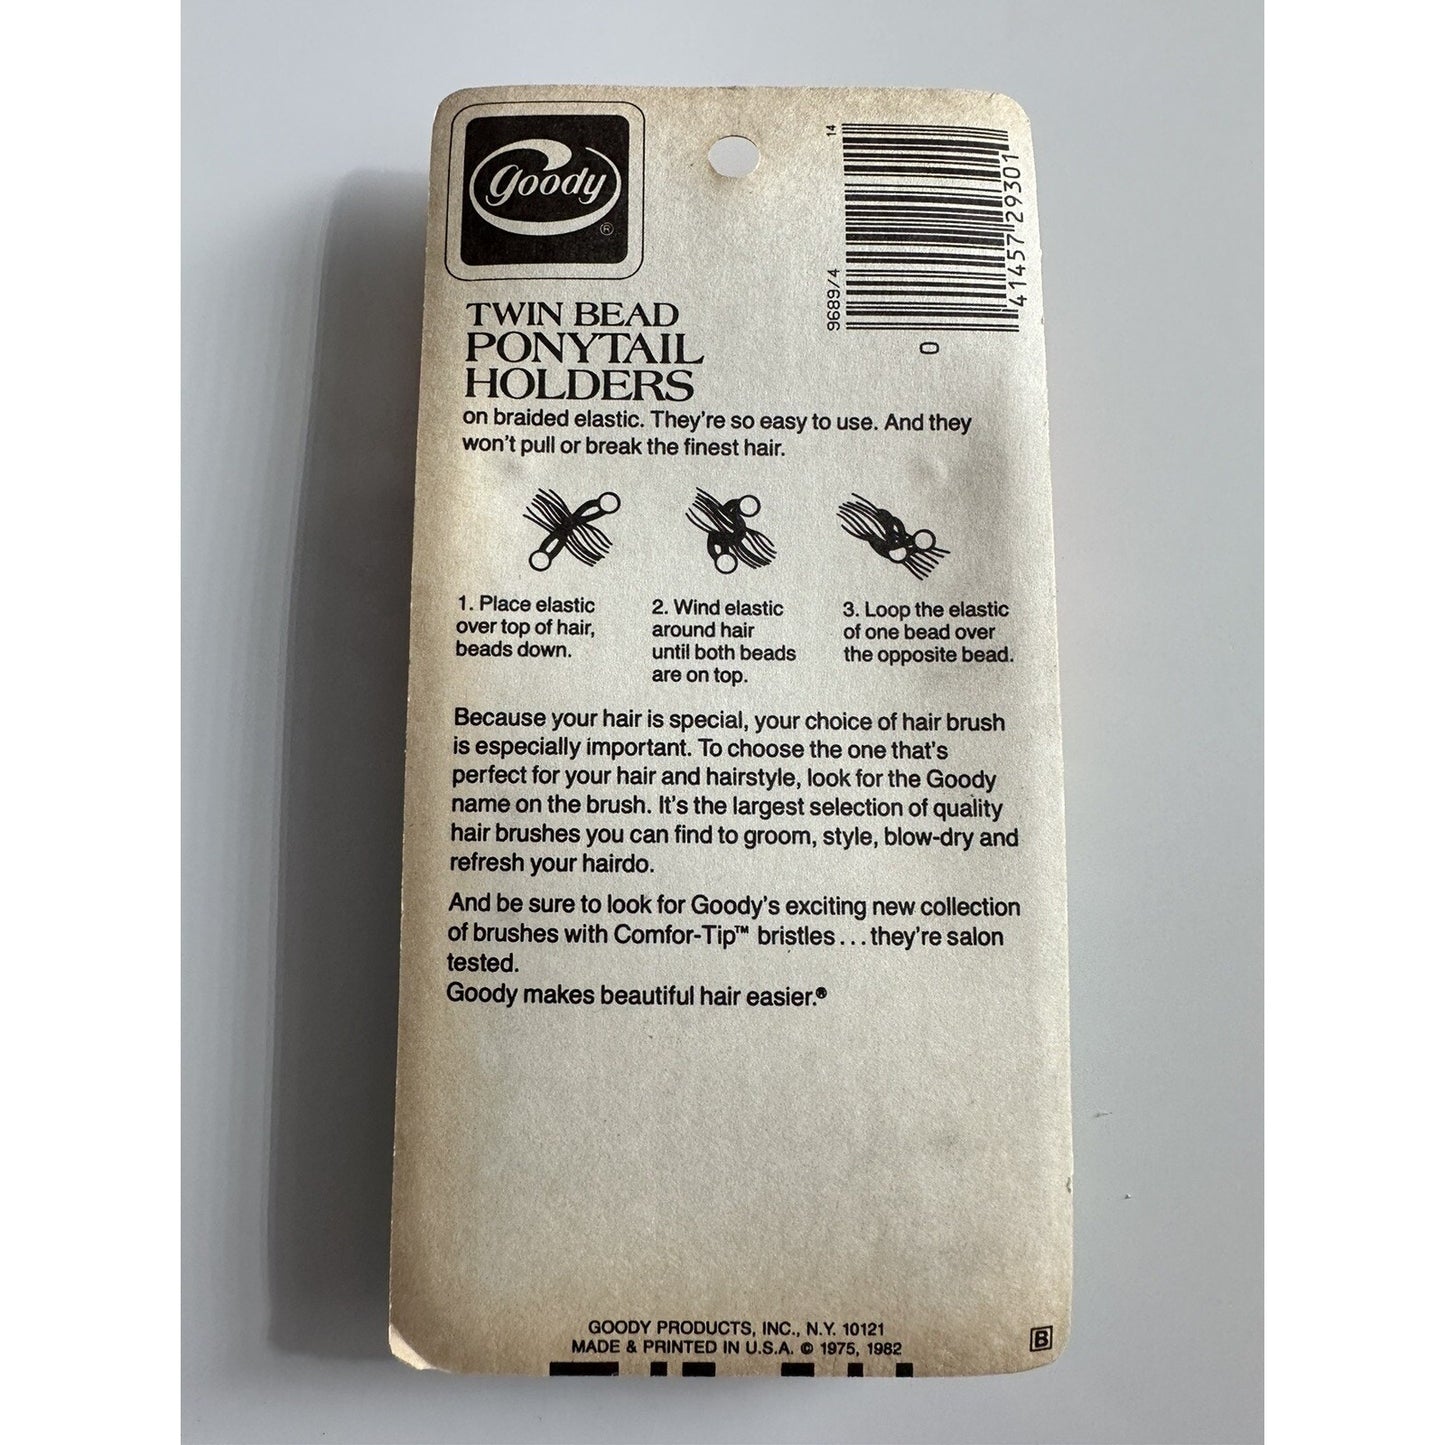 goody
®
14
9689/4
41457 29301
0
TWIN BEAD
PONYTAIL
HOLDERS
on braided elastic. They're so easy to use. And they
won't pull or break the finest hair.
1. Place elastic
over top of hair,
beads down.
2. Wind elastic
around hair
until both beads
are on top.
3. Loop the elastic
of one bead over
the opposite bead.
Because your hair is special, your choice of hair brush
is especially important. To choose the one that's
perfect for your hair and hairstyle, look for the Goody
name on the brush. It's the largest selection of quality
hair brushes you can find to groom, style, blow-dry and
refresh your hairdo.
And be sure to look for Goody's exciting new collection
of brushes with Comfor-Tip™ bristles...they're salon
tested.
Goody makes beautiful hair easier.®
GOODY PRODUCTS, INC., N.Y. 10121
MADE & PRINTED IN U.S.A. © 1975, 1982
B